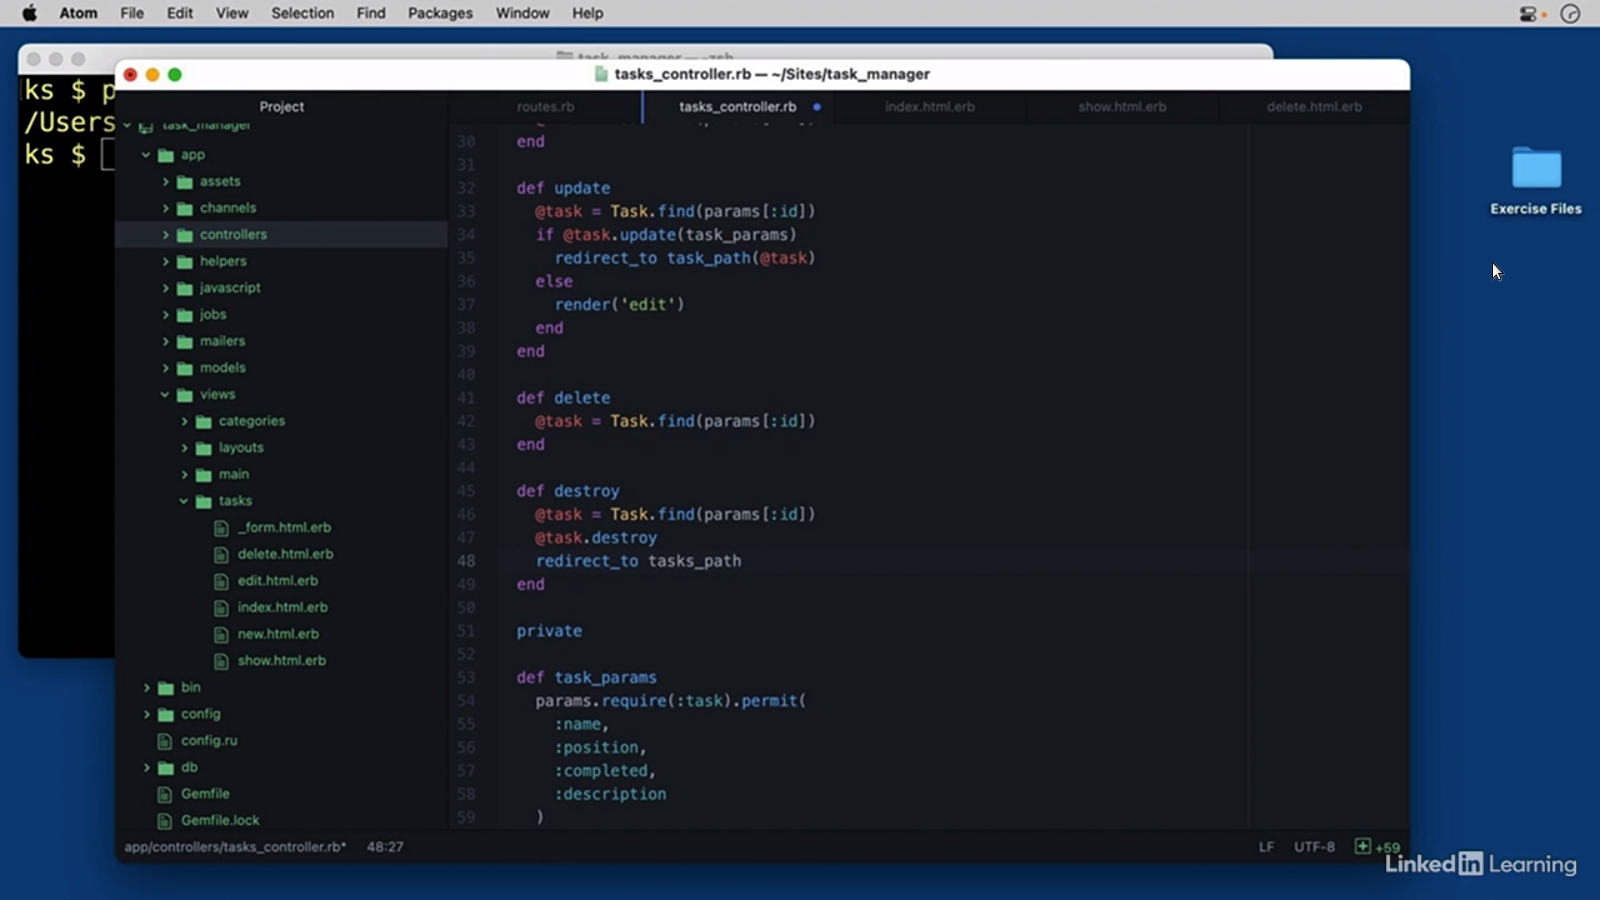 Atom File Edit View Selection Find Packages Window Help
task_manager — -zsh
ks $ p
/Users
ks $
tasks_controller.rb — ~/Sites/task_manager
Project
routes.rb
tasks_controller.rb
index.html.erb
show.html.erb
delete.html.erb
task_manager
app
assets
channels
controllers
helpers
javascript
jobs
mailers
models
views
categories
layouts
main
tasks
_form.html.erb
delete.html.erb
edit.html.erb
index.html.erb
new.html.erb
show.html.erb
bin
config
config.ru
db
Gemfile
Gemfile.lock
30 end
31
32 def update
33 @task = Task.find(params[:id])
34 if @task.update(task_params)
35 redirect_to task_path(@task)
36 else
37 render('edit')
38 end
39 end
40
41 def delete
42 @task = Task.find(params[:id])
43 end
44
45 def destroy
46 @task = Task.find(params[:id])
47 @task.destroy
48 redirect_to tasks_path
49 end
50
51 private
52
53 def task_params
54 params.require(:task).permit(
55 :name,
56 :position,
57 :completed,
58 :description
59 )
Exercise Files
app/controllers/tasks_controller.rb* 48:27
LF UTF-8 +59
LinkedIn Learning